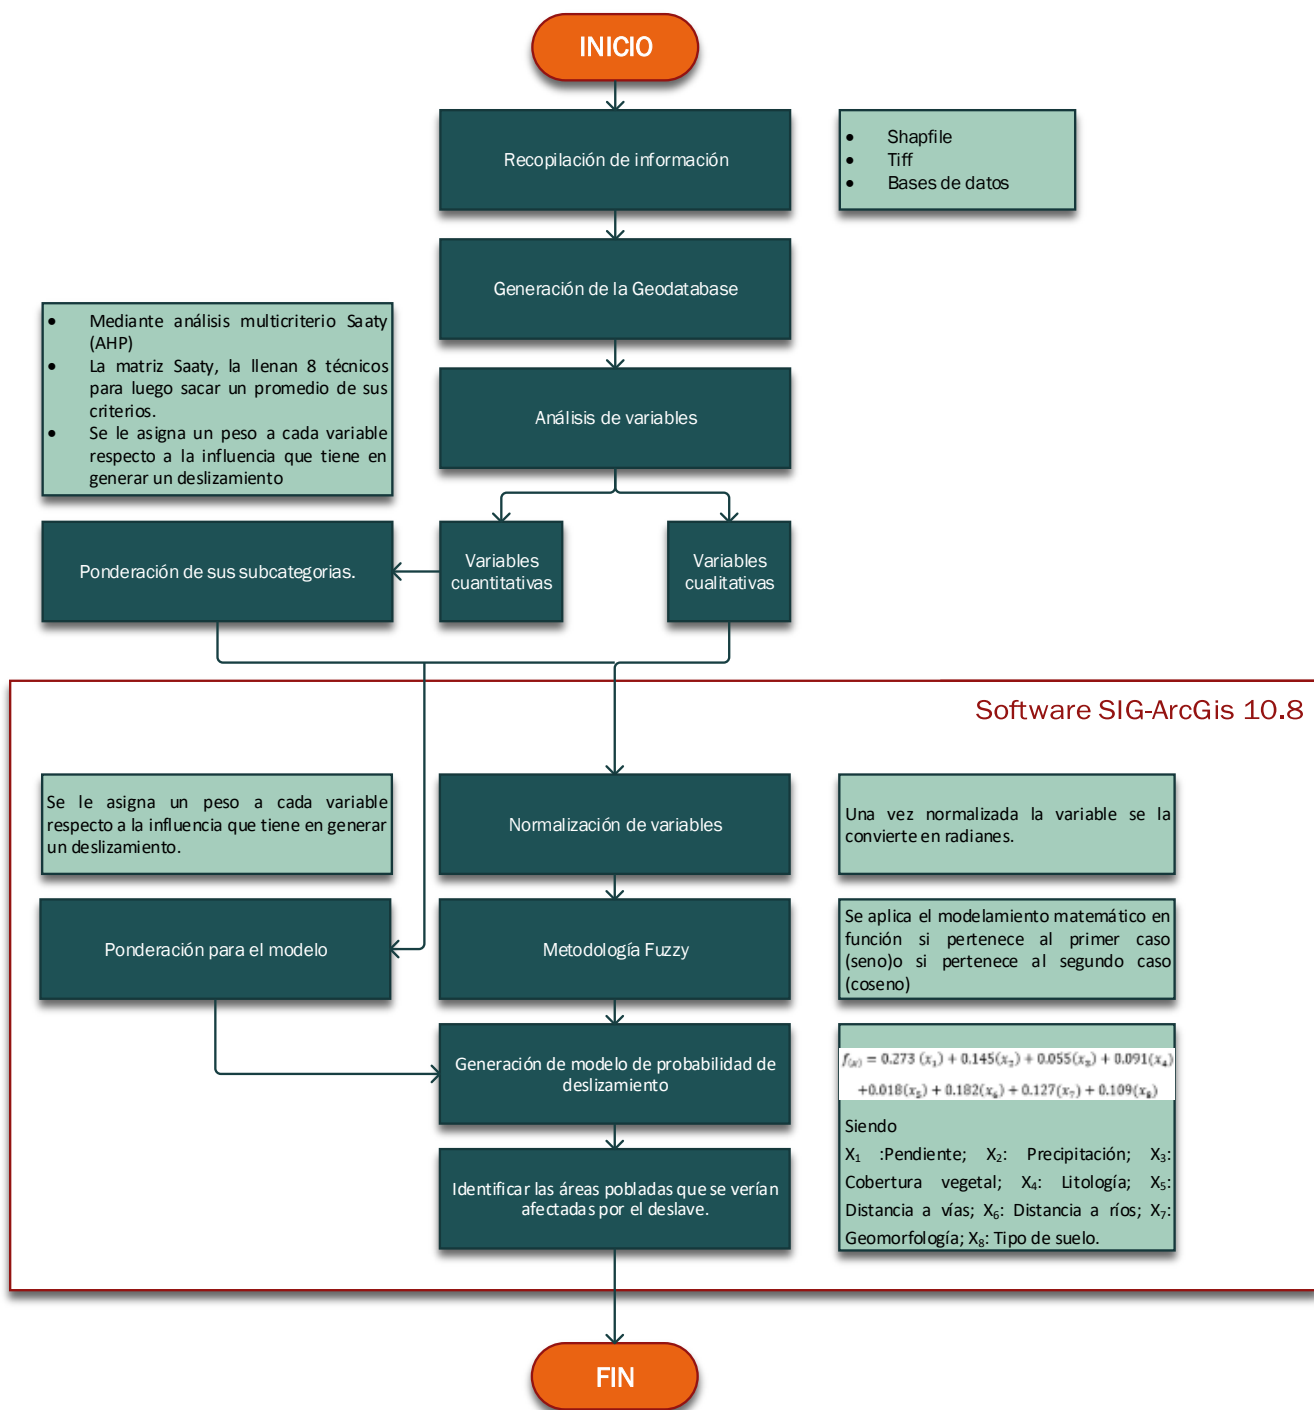 INICIO
Recopilación de información
• Shapfile
• Tiff
• Bases de datos
Generación de la Geodatabase
• Mediante análisis multicriterio Saaty
(AHP)
• La matriz Saaty, la llenan 8 técnicos
para luego sacar un promedio de sus
criterios.
• Se le asigna un peso a cada variable
respecto a la influencia que tiene en
generar un deslizamiento
Análisis de variables
Ponderación de sus subcategorias.
Variables
cuantitativas
Variables
cualitativas
Software SIG-ArcGis 10.8
Se le asigna un peso a cada variable
respecto a la influencia que tiene en generar
un deslizamiento.
Normalización de variables
Una vez normalizada la variable se la
convierte en radianes.
Ponderación para el modelo
Metodología Fuzzy
Se aplica el modelamiento matemático en
función si pertenece al primer caso
(seno)o si pertenece al segundo caso
(coseno)
Generación de modelo de probabilidad de
deslizamiento
f(x) = 0.273 (x₁) + 0.145(x₂) + 0.055(x₃) + 0.091(x₄)
+0.018(x₅) + 0.182(x₆) + 0.127(x₇) + 0.109(x₈)
Siendo
X₁ :Pendiente; X₂: Precipitación; X₃:
Cobertura vegetal; X₄: Litología; X₅:
Distancia a vías; X₆: Distancia a ríos; X₇:
Geomorfología; X₈: Tipo de suelo.
Identificar las áreas pobladas que se verían
afectadas por el deslave.
FIN